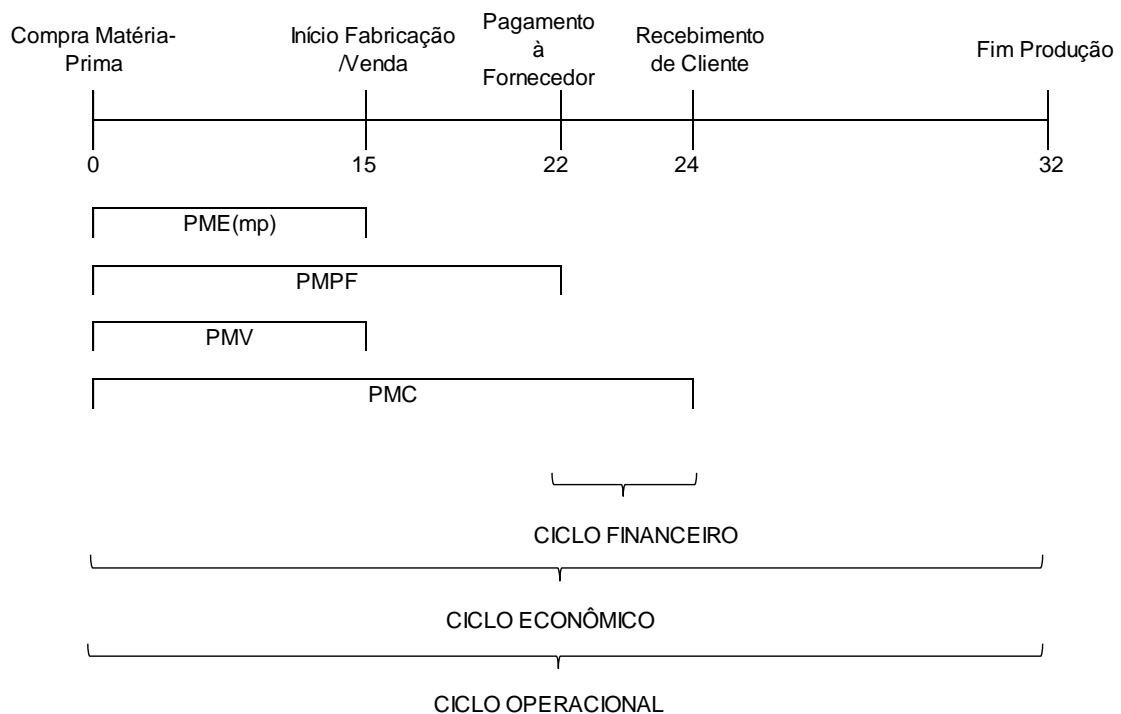 Compra Matéria-
Prima
Início Fabricação
/Venda
Pagamento
à
Fornecedor
Recebimento
de Cliente
Fim Produção
0
15
22
24
32
PME(mp)
PMPF
PMV
PMC
CICLO FINANCEIRO
CICLO ECONÔMICO
CICLO OPERACIONAL